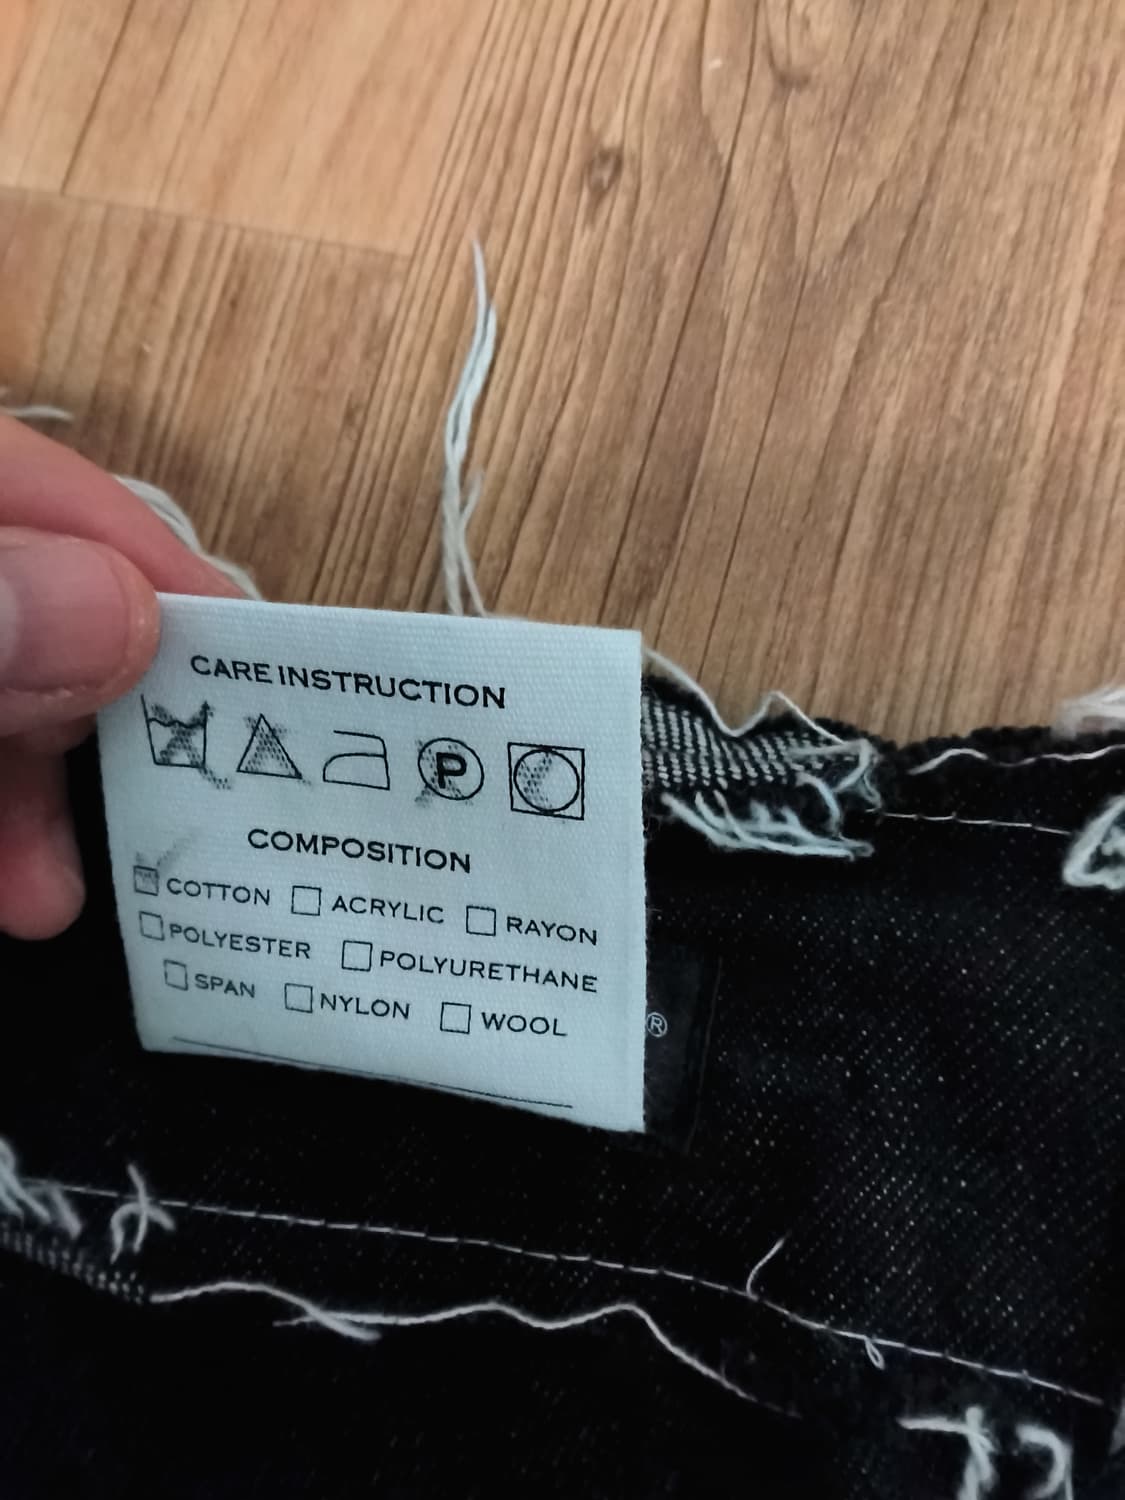 CARE INSTRUCTION
P
COMPOSITION
COTTON ACRYLIC RAYON
POLYESTER POLYURETHANE
SPAN NYLON WOOL
®